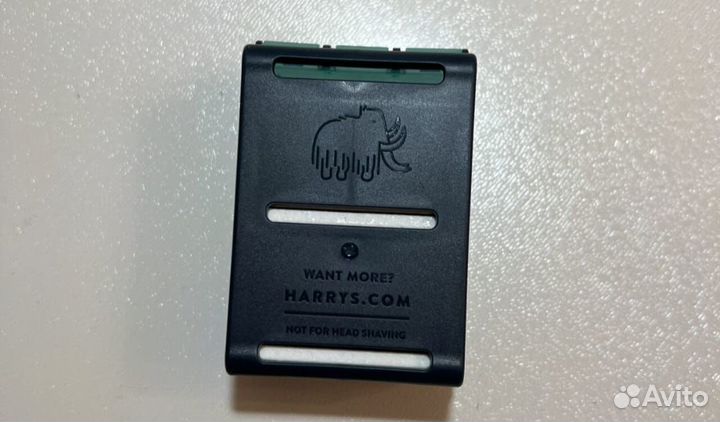 WANT MORE?
HARRYS.COM
NOT FOR HEAD SHAVING
Avito